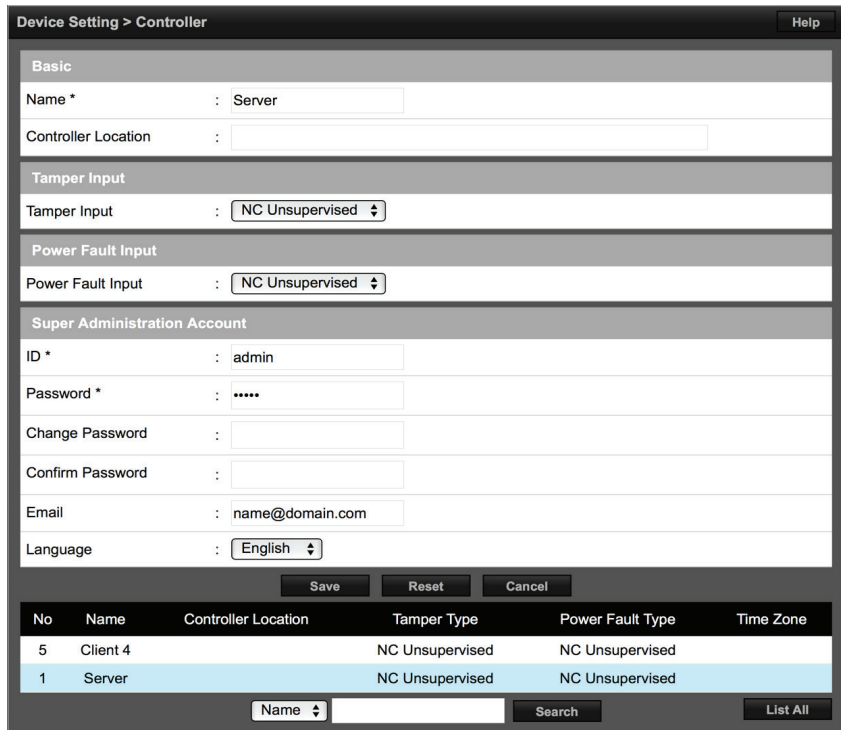 Device Setting > Controller Help
Basic
Name * : Server
Controller Location :
Tamper Input
Tamper Input : NC Unsupervised
Power Fault Input
Power Fault Input : NC Unsupervised
Super Administration Account
ID * : admin
Password * : •••••
Change Password :
Confirm Password :
Email : name@domain.com
Language : English
Save Reset Cancel
No Name Controller Location Tamper Type Power Fault Type Time Zone
5 Client 4 NC Unsupervised NC Unsupervised
1 Server NC Unsupervised NC Unsupervised
Name Search List All